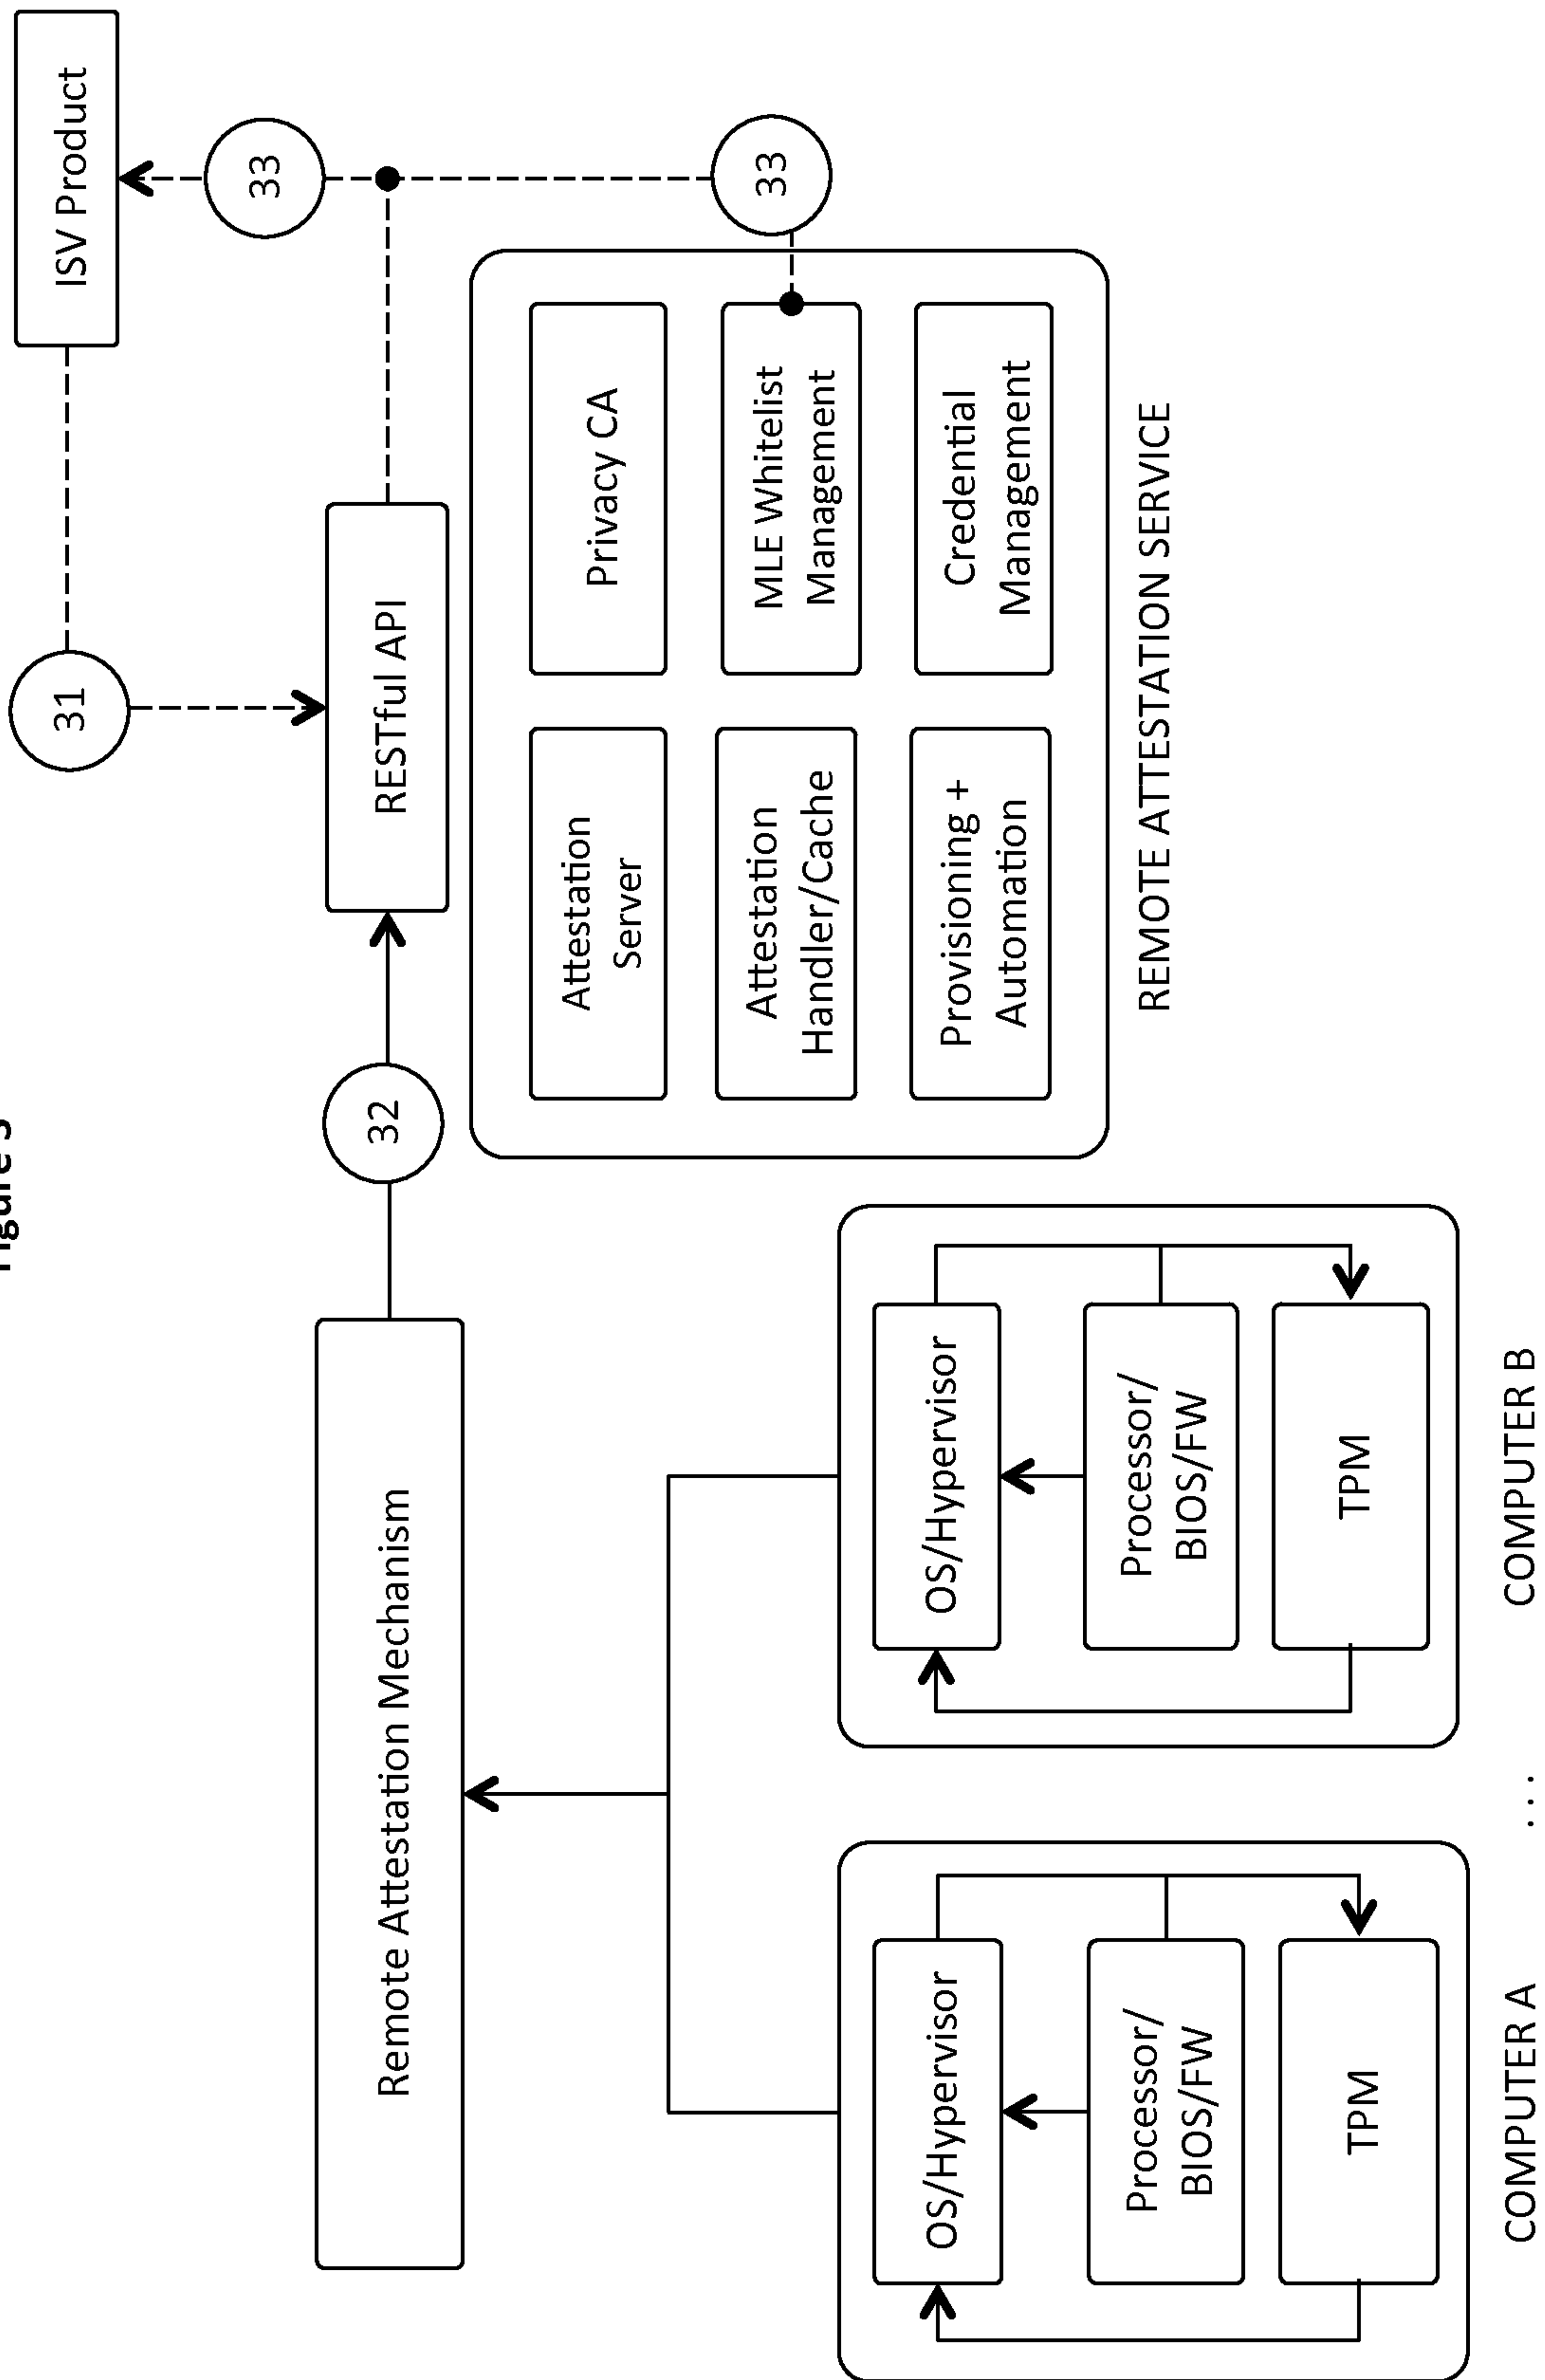 Figure 3
31
ISV Product
33
Remote Attestation Mechanism
32
RESTful API
Attestation
Server
Privacy CA
Attestation
Handler/Cache
MLE Whitelist
Management
33
Provisioning +
Automation
Credential
Management
REMOTE ATTESTATION SERVICE
OS/Hypervisor
Processor/
BIOS/FW
TPM
COMPUTER A
. . .
OS/Hypervisor
Processor/
BIOS/FW
TPM
COMPUTER B